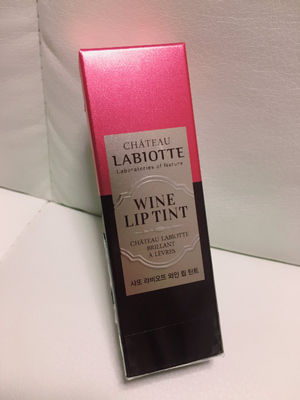 CHÂTEAU
LABIOTTE
Laboratories of Nature
WINE
LIP TINT
CHÂTEAU LABIOTTE
BRILLANT
À LÈVRES
샤또 라비오뜨 와인 립 틴트